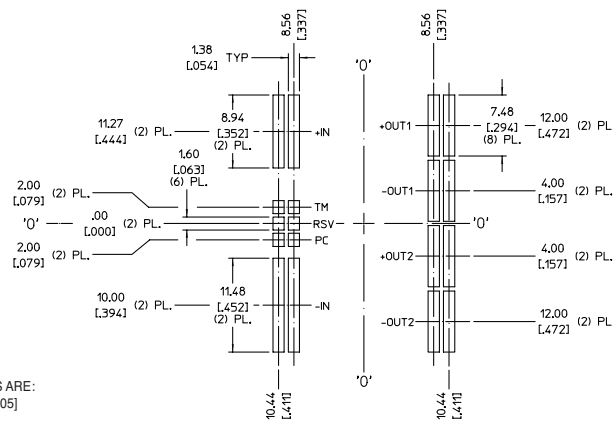 8.56
[.337]
8.56
[.337]
1.38
[.054]
TYP
'0'
11.27
[.444]
(2) PL.
8.94
[.352]
(2) PL.
+IN
+OUT1
7.48
[.294]
(8) PL.
12.00
[.472]
(2) PL
1.60
[.063]
(6) PL.
2.00
[.079]
(2) PL.
TM
-OUT1
4.00
[.157]
(2) PL.
'0'
.00
[.000]
(2) PL.
RSV
'0'
2.00
[.079]
(2) PL.
PC
+OUT2
4.00
[.157]
(2) PL.
10.00
[.394]
(2) PL.
11.48
[.452]
(2) PL.
-IN
-OUT2
12.00
[.472]
(2) PL
'0'
S ARE:
05]
10.44
[.411]
10.44
[.411]